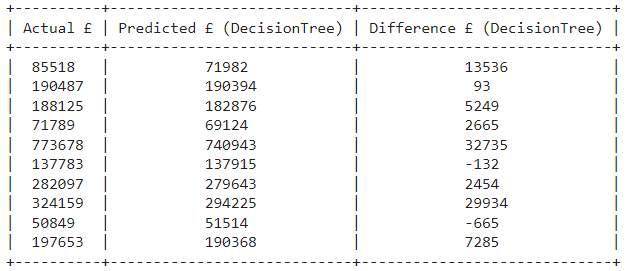 +----------+----------------------------+-----------------------------+
| Actual £ | Predicted £ (DecisionTree) | Difference £ (DecisionTree) |
+----------+----------------------------+-----------------------------+
|  85518   |           71982            |            13536            |
|  190487  |           190394           |              93             |
|  188125  |           182876           |             5249            |
|  71789   |           69124            |             2665            |
|  773678  |           740943           |            32735            |
|  137783  |           137915           |             -132            |
|  282097  |           279643           |             2454            |
|  324159  |           294225           |            29934            |
|  50849   |           51514            |             -665            |
|  197653  |           190368           |             7285            |
+----------+----------------------------+-----------------------------+